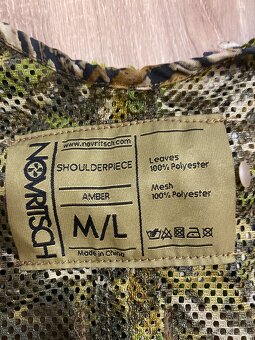 NOVRITSCH
www.novritsch.com
SHOULDERPIECE
AMBER
M/L
Made in China
Leaves
100% Polyester
Mesh
100% Polyester